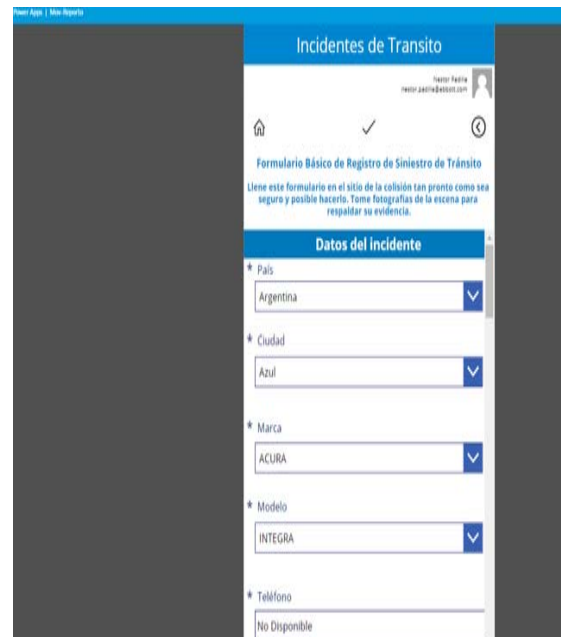 Power Apps | Mov-Reporta
Incidentes de Transito
Nestor Padilla
Formulario Básico de Registro de Siniestro de Tránsito
Llene este formulario en el sitio de la colisión tan pronto como sea
seguro y posible hacerlo. Tome fotografías de la escena para
respaldar su evidencia.
Datos del incidente
* País
Argentina
* Ciudad
Azul
* Marca
ACURA
* Modelo
INTEGRA
* Teléfono
No Disponible